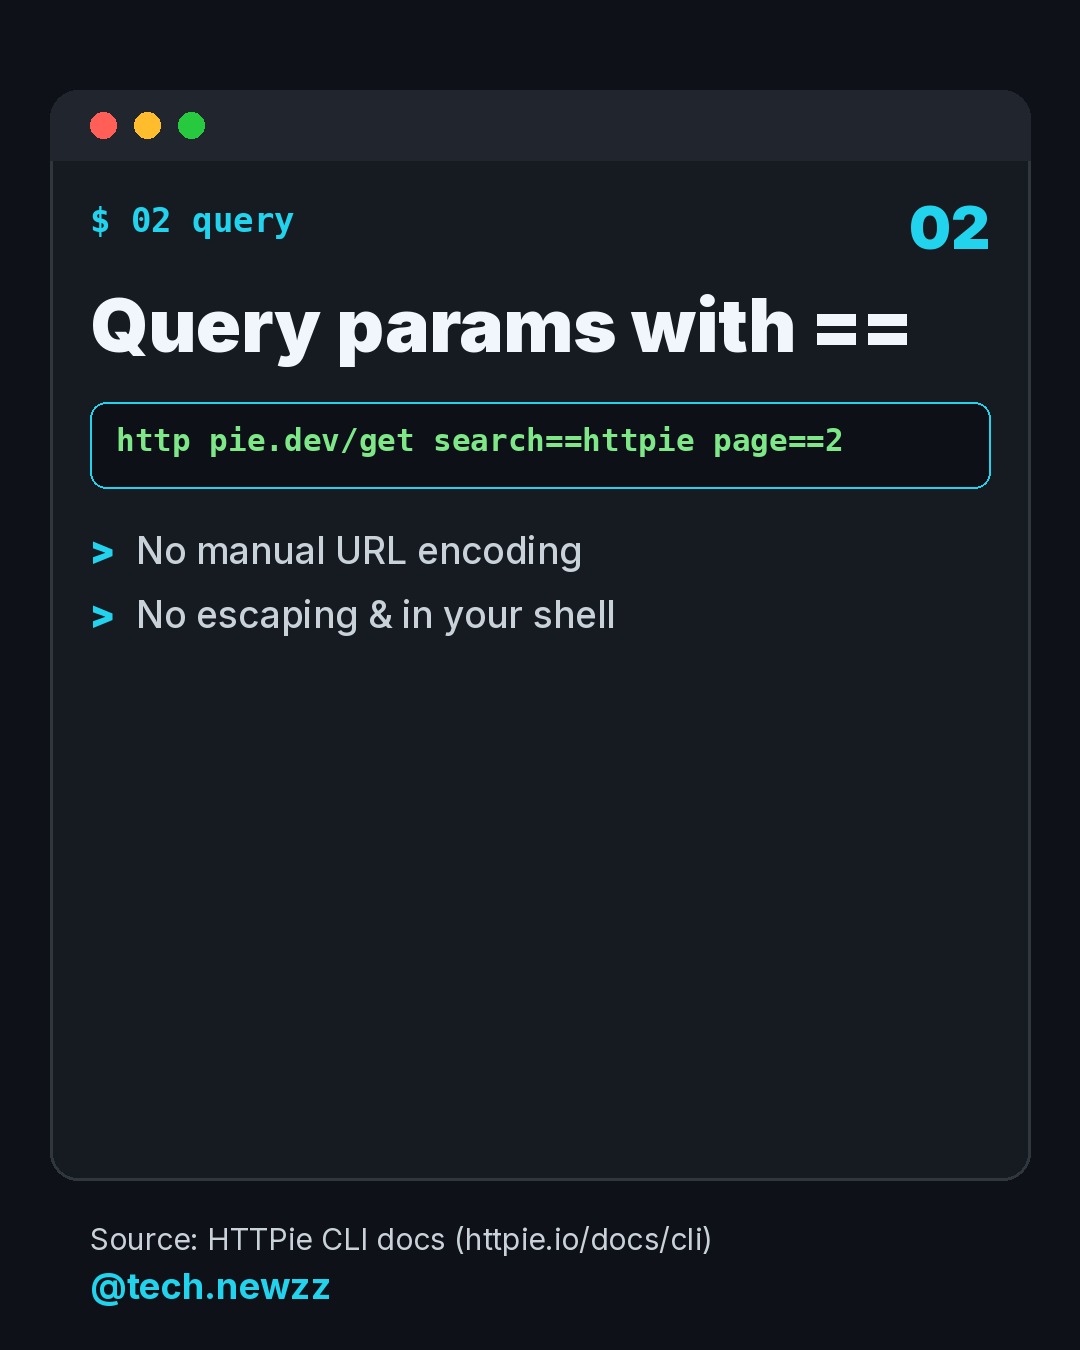 $ 02 query
02
Query params with ==
http pie.dev/get search==httpie page==2
> No manual URL encoding
> No escaping & in your shell
Source: HTTPie CLI docs (httpie.io/docs/cli)
@tech.newzz